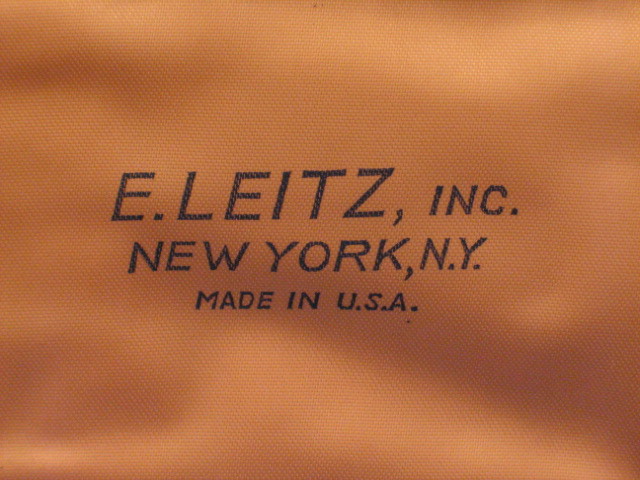 E.LEITZ, INC.
NEW YORK, N.Y.
MADE IN U.S.A.